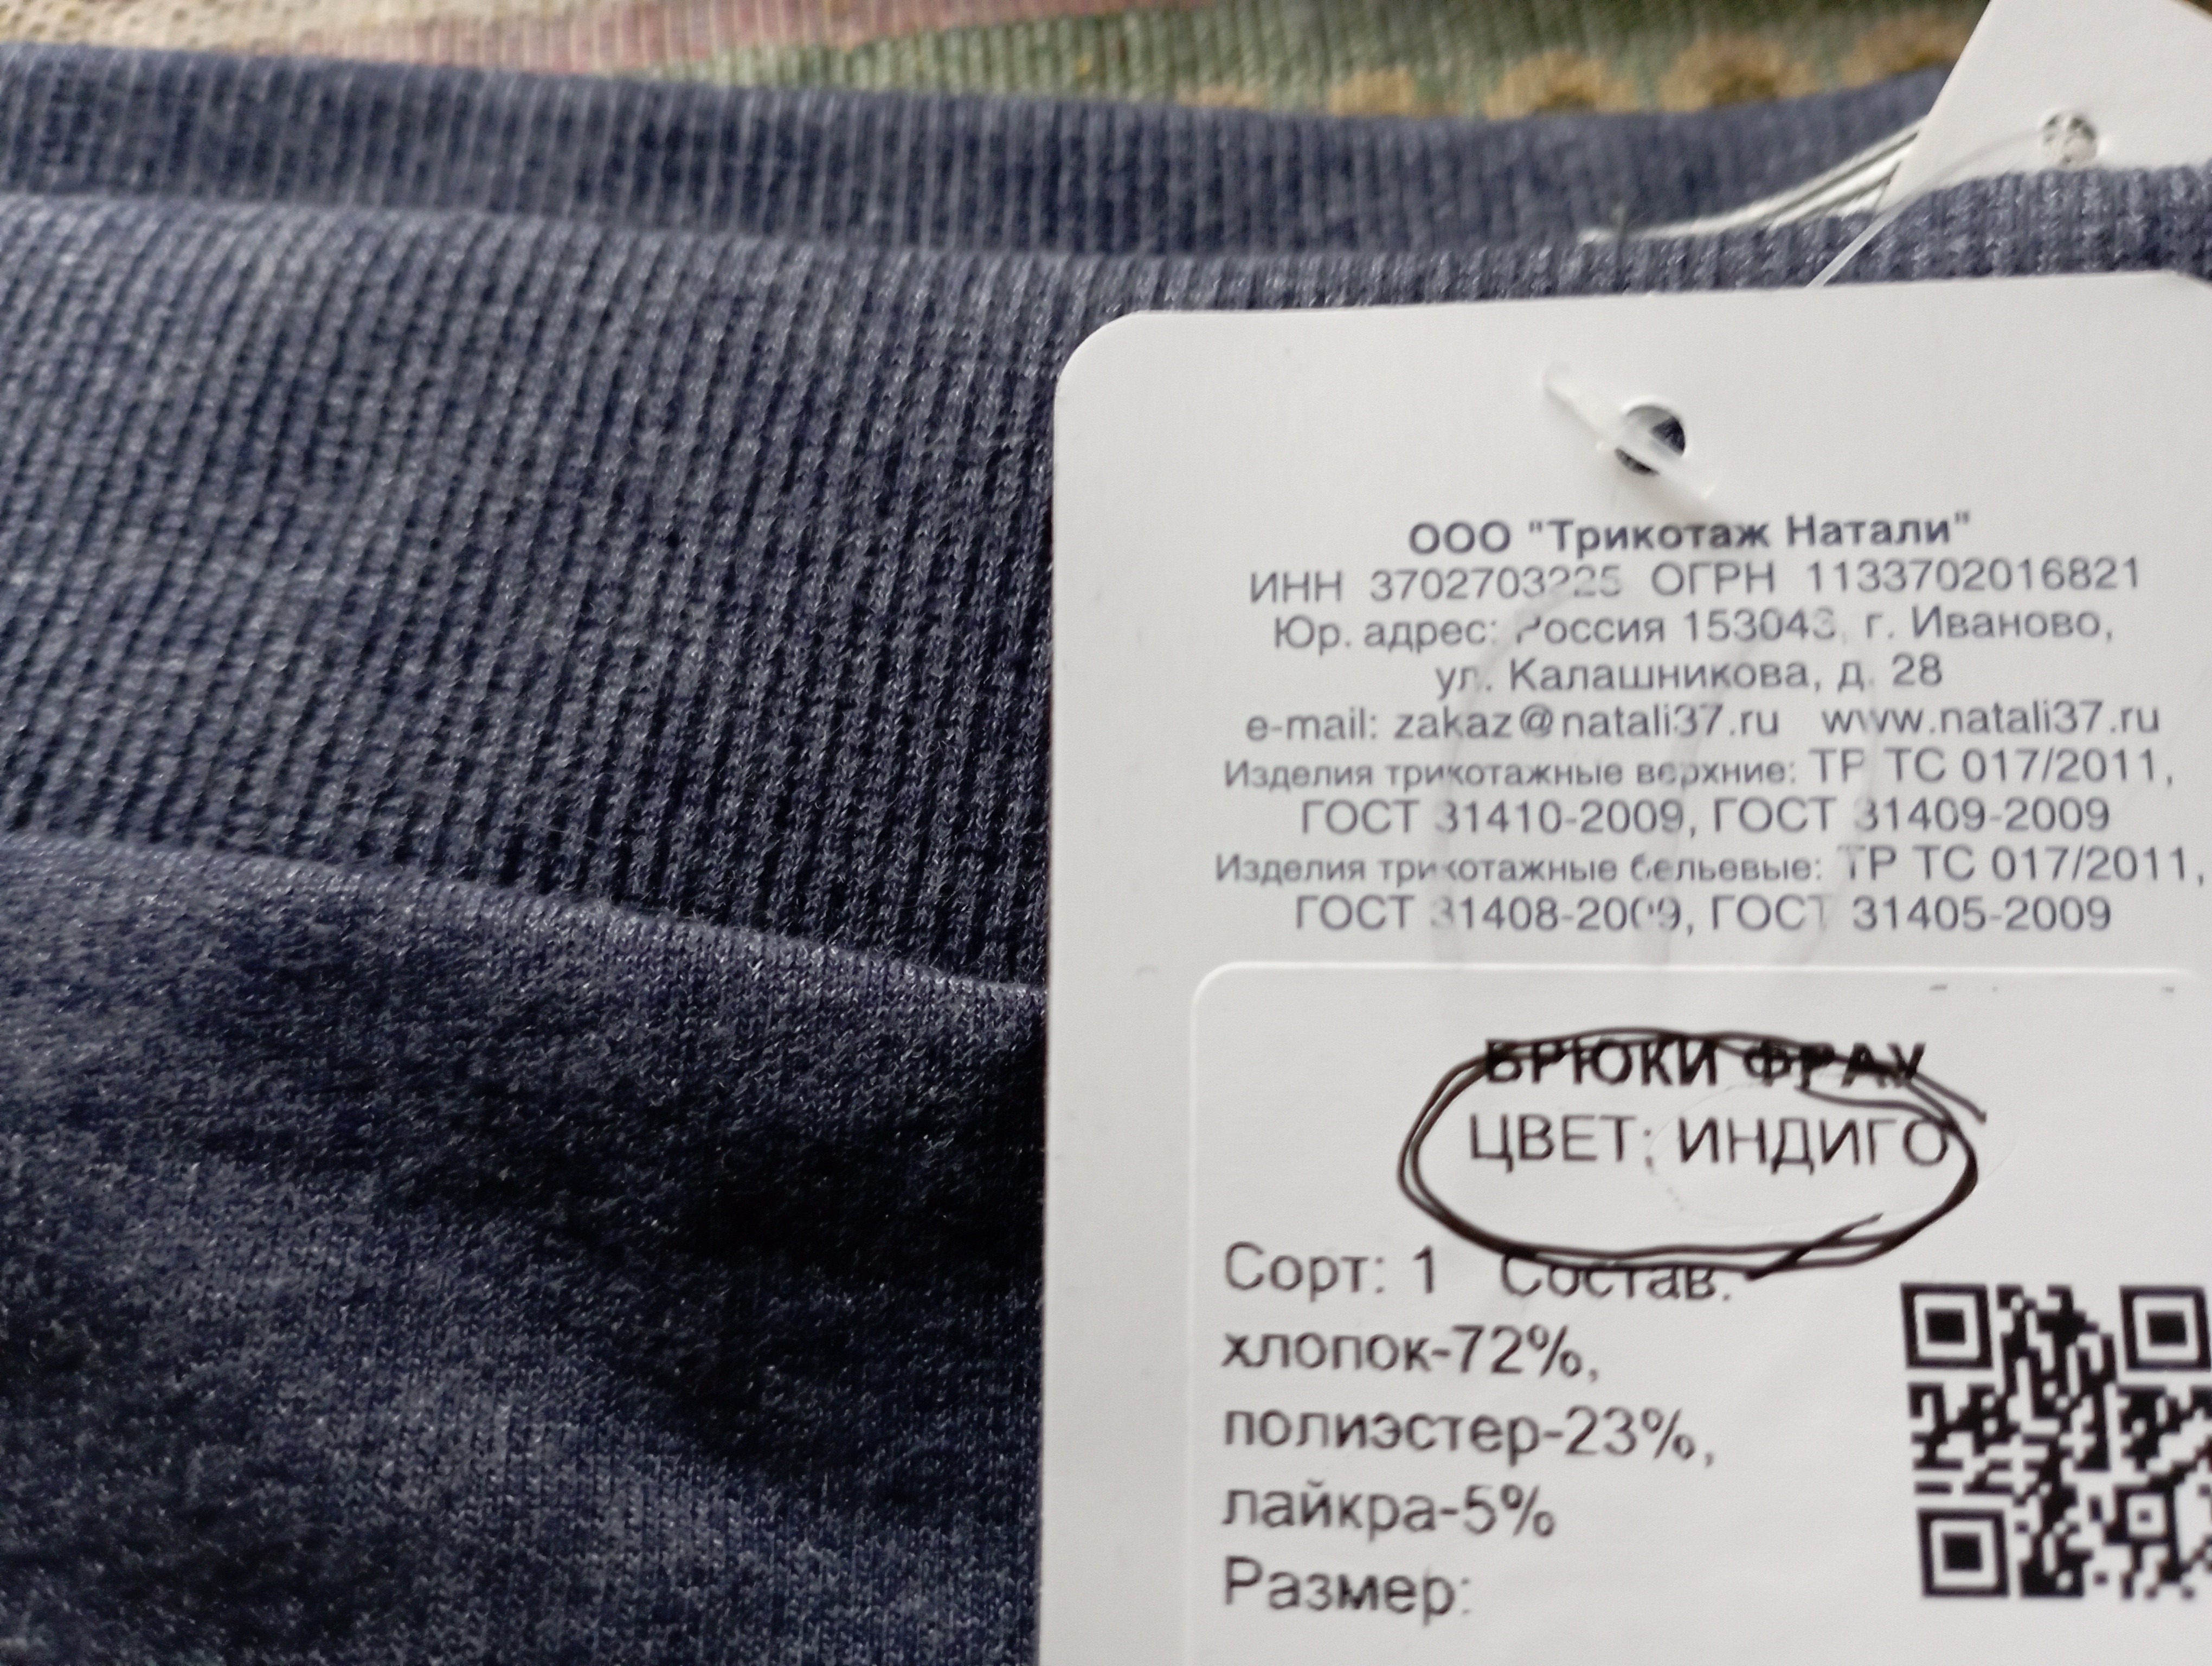 ООО "Трикотаж Натали"
ИНН 3702703225 ОГРН 1133702016821
Юр. адрес: Россия 153043, г. Иваново,
ул. Калашникова, д. 28
e-mail: zakaz@natali37.ru www.natali37.ru
Изделия трикотажные верхние: ТР ТС 017/2011,
ГОСТ 31410-2009, ГОСТ 31409-2009
Изделия трикотажные бельевые: ТР ТС 017/2011,
ГОСТ 31408-2009, ГОСТ 31405-2009
БРЮКИ ФРАУ
ЦВЕТ: ИНДИГО
Сорт: 1 Состав:
хлопок-72%,
полиэстер-23%,
лайкра-5%
Размер: